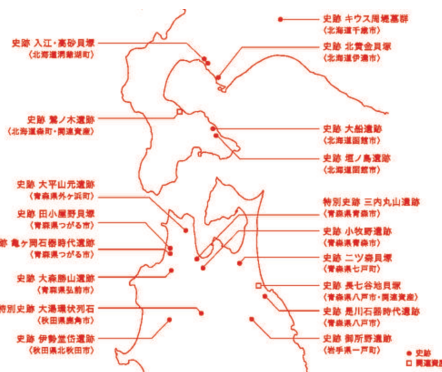 史跡 キウス周堤墓群
(北海道千歳市)
史跡 入江・高砂貝塚
(北海道洞爺湖町)
史跡 北黄金貝塚
(北海道伊達市)
史跡 鷲ノ木遺跡
(北海道森町・関連資産)
史跡 大船遺跡
(北海道函館市)
史跡 垣ノ島遺跡
(北海道函館市)
史跡 大平山元遺跡
(青森県外ヶ浜町)
特別史跡 三内丸山遺跡
(青森県青森市)
史跡 田小屋野貝塚
(青森県つがる市)
史跡 小牧野遺跡
(青森県青森市)
跡 亀ヶ岡石器時代遺跡
(青森県つがる市)
史跡 二ツ森貝塚
(青森県七戸町)
史跡 大森勝山遺跡
(青森県弘前市)
史跡 長七谷地貝塚
(青森県八戸市・関連資産)
特別史跡 大湯環状列石
(秋田県鹿角市)
史跡 是川石器時代遺跡
(青森県八戸市)
史跡 伊勢堂岱遺跡
(秋田県北秋田市)
史跡 御所野遺跡
(岩手県一戸町)
史跡
関連資産